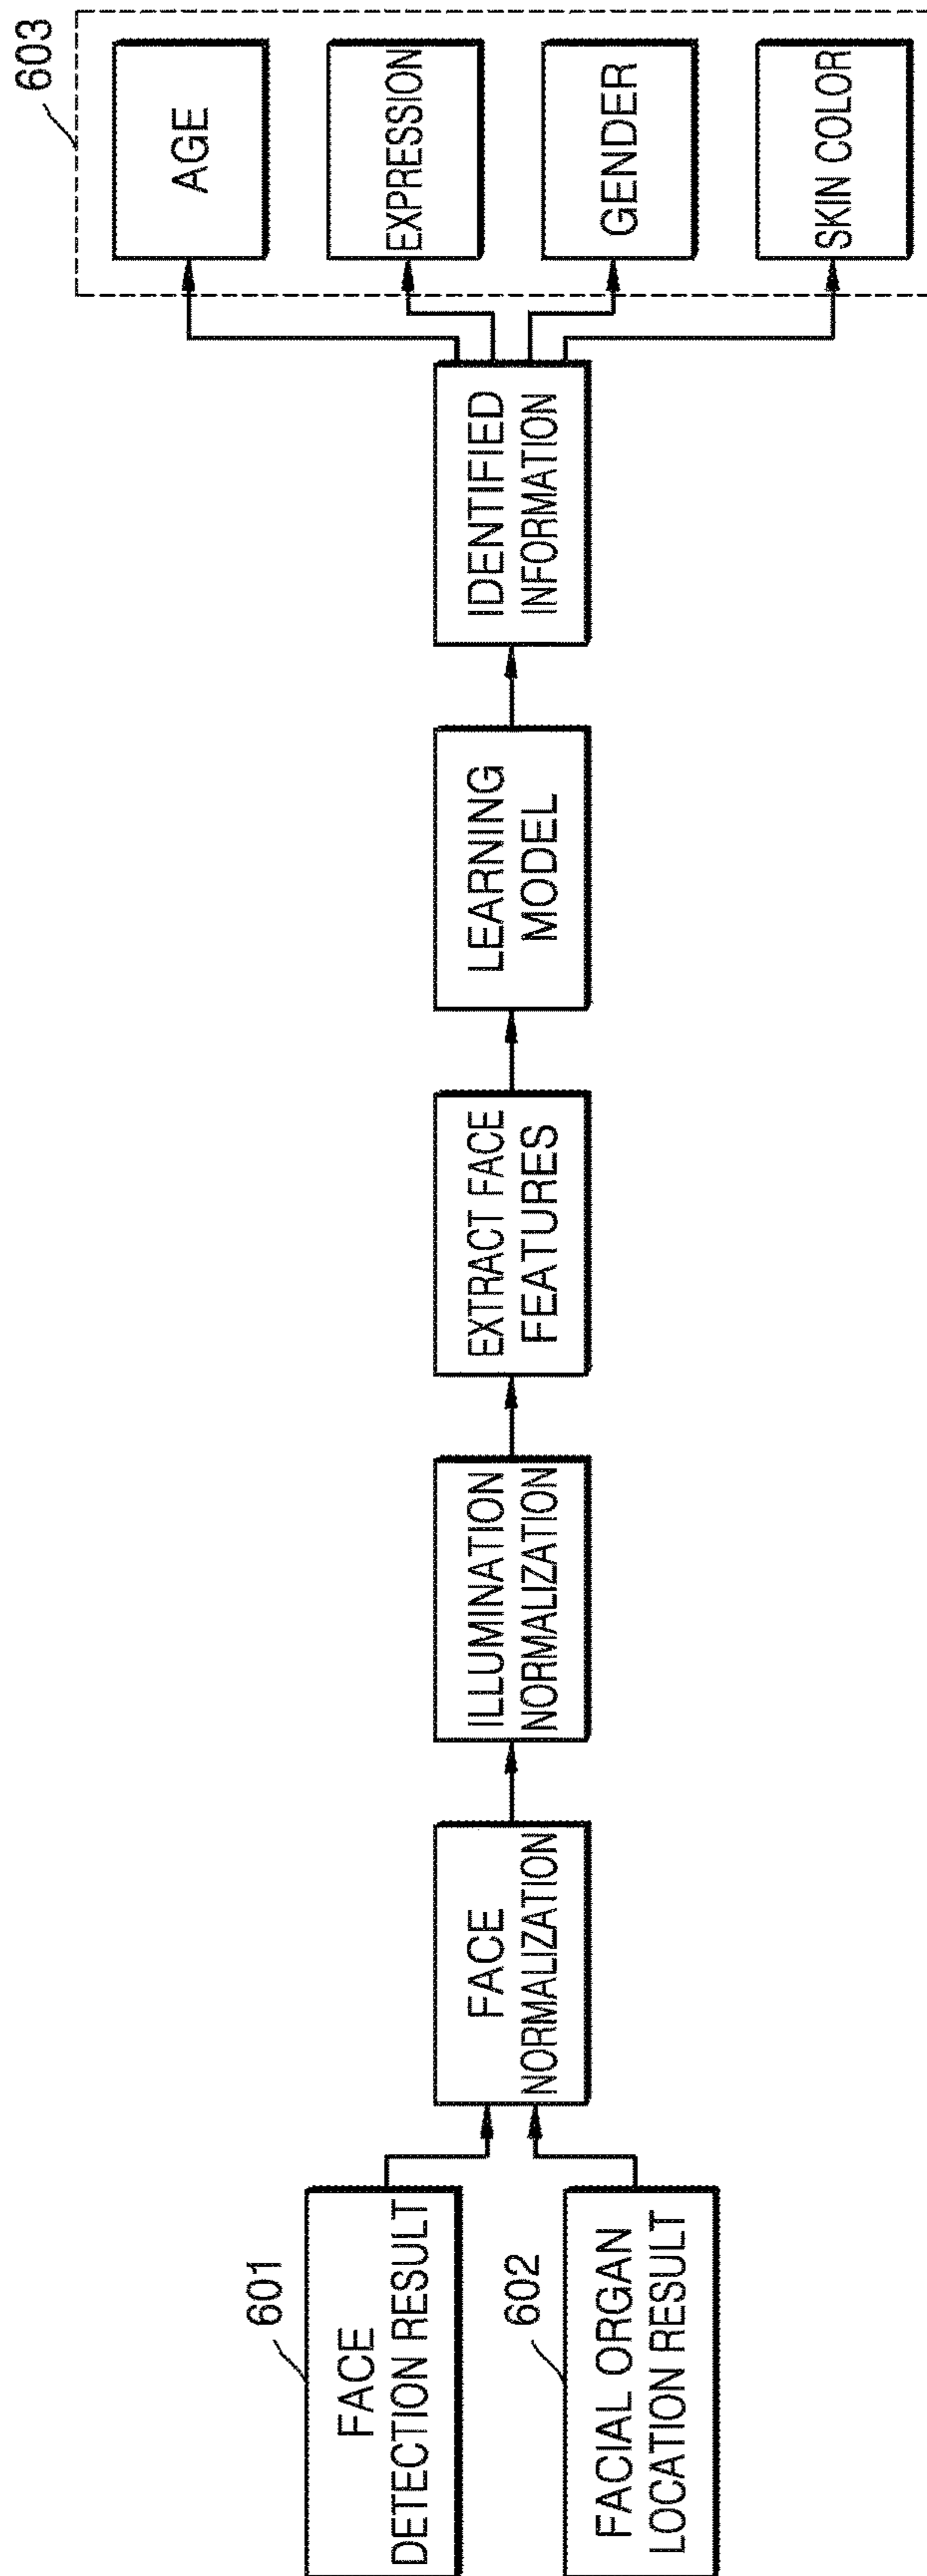 601
FACE
DETECTION RESULT
602
FACIAL ORGAN
LOCATION RESULT
FACE
NORMALIZATION
ILLUMINATION
NORMALIZATION
EXTRACT FACE
FEATURES
LEARNING
MODEL
IDENTIFIED
INFORMATION
603
AGE
EXPRESSION
GENDER
SKIN COLOR